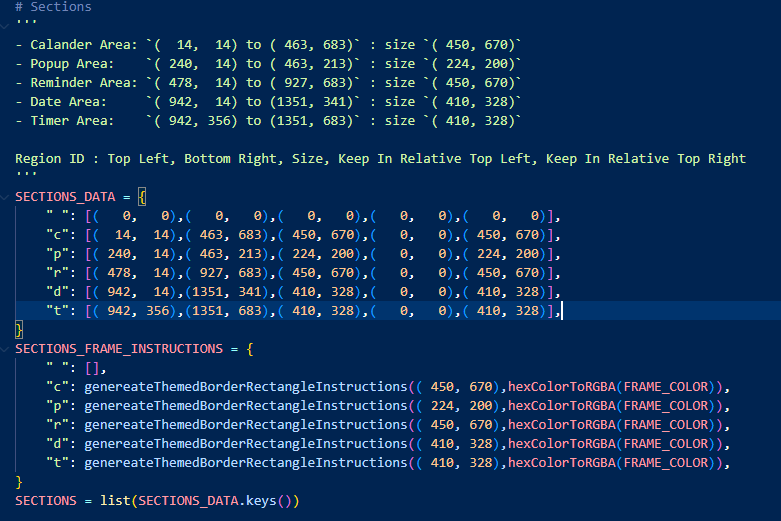 # Sections
'''
- Calander Area: `(  14,  14) to ( 463, 683)` : size `( 450, 670)`
- Popup Area:    `( 240,  14) to ( 463, 213)` : size `( 224, 200)`
- Reminder Area: `( 478,  14) to ( 927, 683)` : size `( 450, 670)`
- Date Area:     `( 942,  14) to (1351, 341)` : size `( 410, 328)`
- Timer Area:    `( 942, 356) to (1351, 683)` : size `( 410, 328)`

Region ID : Top Left, Bottom Right, Size, Keep In Relative Top Left, Keep In Relative Top Right
'''
SECTIONS_DATA = {
    " ": [(   0,   0),(   0,   0),(   0,   0),(   0,   0),(   0,   0)],
    "c": [(  14,  14),( 463, 683),( 450, 670),(   0,   0),( 450, 670)],
    "p": [( 240,  14),( 463, 213),( 224, 200),(   0,   0),( 224, 200)],
    "r": [( 478,  14),( 927, 683),( 450, 670),(   0,   0),( 450, 670)],
    "d": [( 942,  14),(1351, 341),( 410, 328),(   0,   0),( 410, 328)],
    "t": [( 942, 356),(1351, 683),( 410, 328),(   0,   0),( 410, 328)],
}
SECTIONS_FRAME_INSTRUCTIONS = {
    " ": [],
    "c": genereateThemedBorderRectangleInstructions(( 450, 670),hexColorToRGBA(FRAME_COLOR)),
    "p": genereateThemedBorderRectangleInstructions(( 224, 200),hexColorToRGBA(FRAME_COLOR)),
    "r": genereateThemedBorderRectangleInstructions(( 450, 670),hexColorToRGBA(FRAME_COLOR)),
    "d": genereateThemedBorderRectangleInstructions(( 410, 328),hexColorToRGBA(FRAME_COLOR)),
    "t": genereateThemedBorderRectangleInstructions(( 410, 328),hexColorToRGBA(FRAME_COLOR)),
}
SECTIONS = list(SECTIONS_DATA.keys())